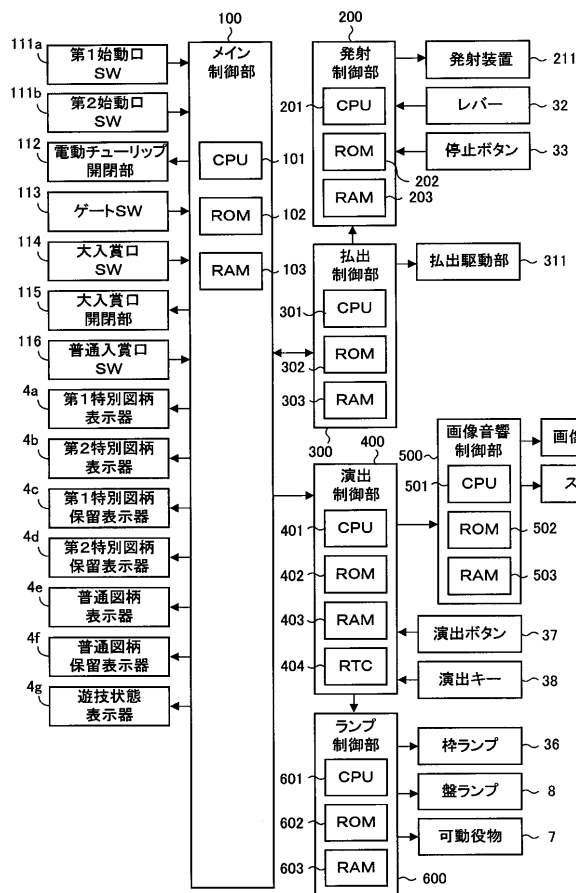 100
メイン
制御部
CPU
101
ROM
102
RAM
103
111a
第1始動口
SW
111b
第2始動口
SW
112
電動チューリップ
開閉部
113
ゲートSW
114
大入賞口
SW
115
大入賞口
開閉部
116
普通入賞口
SW
4a
第1特別図柄
表示器
4b
第2特別図柄
表示器
4c
第1特別図柄
保留表示器
4d
第2特別図柄
保留表示器
4e
普通図柄
表示器
4f
普通図柄
保留表示器
4g
遊技状態
表示器
200
発射
制御部
201
CPU
ROM
202
RAM
203
発射装置
211
レバー
32
停止ボタン
33
払出
制御部
301
CPU
302
ROM
303
RAM
300
払出駆動部
311
400
演出
制御部
401
CPU
402
ROM
403
RAM
404
RTC
500
画像音響
制御部
501
CPU
ROM
502
RAM
503
画像
ス
演出ボタン
37
演出キー
38
ランプ
制御部
601
CPU
602
ROM
603
RAM
600
枠ランプ
36
盤ランプ
8
可動役物
7